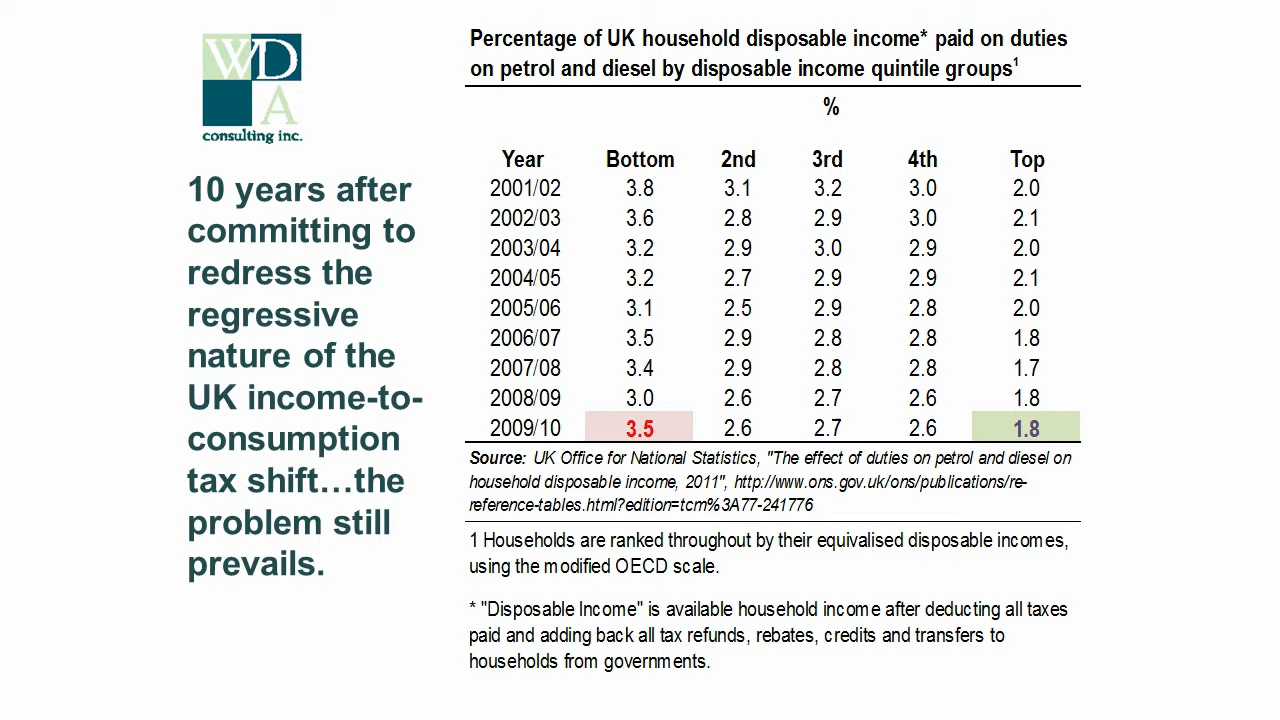 WDA
consulting inc.
10 years after
committing to
redress the
regressive
nature of the
UK income-to-
consumption
tax shift…the
problem still
prevails.
Percentage of UK household disposable income* paid on duties
on petrol and diesel by disposable income quintile groups¹
%
Year Bottom 2nd 3rd 4th Top
2001/02 3.8 3.1 3.2 3.0 2.0
2002/03 3.6 2.8 2.9 3.0 2.1
2003/04 3.2 2.9 3.0 2.9 2.0
2004/05 3.2 2.7 2.9 2.9 2.1
2005/06 3.1 2.5 2.9 2.8 2.0
2006/07 3.5 2.9 2.8 2.8 1.8
2007/08 3.4 2.9 2.8 2.8 1.7
2008/09 3.0 2.6 2.7 2.6 1.8
2009/10 3.5 2.6 2.7 2.6 1.8
Source: UK Office for National Statistics, "The effect of duties on petrol and diesel on
household disposable income, 2011", http://www.ons.gov.uk/ons/publications/re-
reference-tables.html?edition=tcm%3A77-241776
1 Households are ranked throughout by their equivalised disposable incomes,
using the modified OECD scale.
* "Disposable Income" is available household income after deducting all taxes
paid and adding back all tax refunds, rebates, credits and transfers to
households from governments.